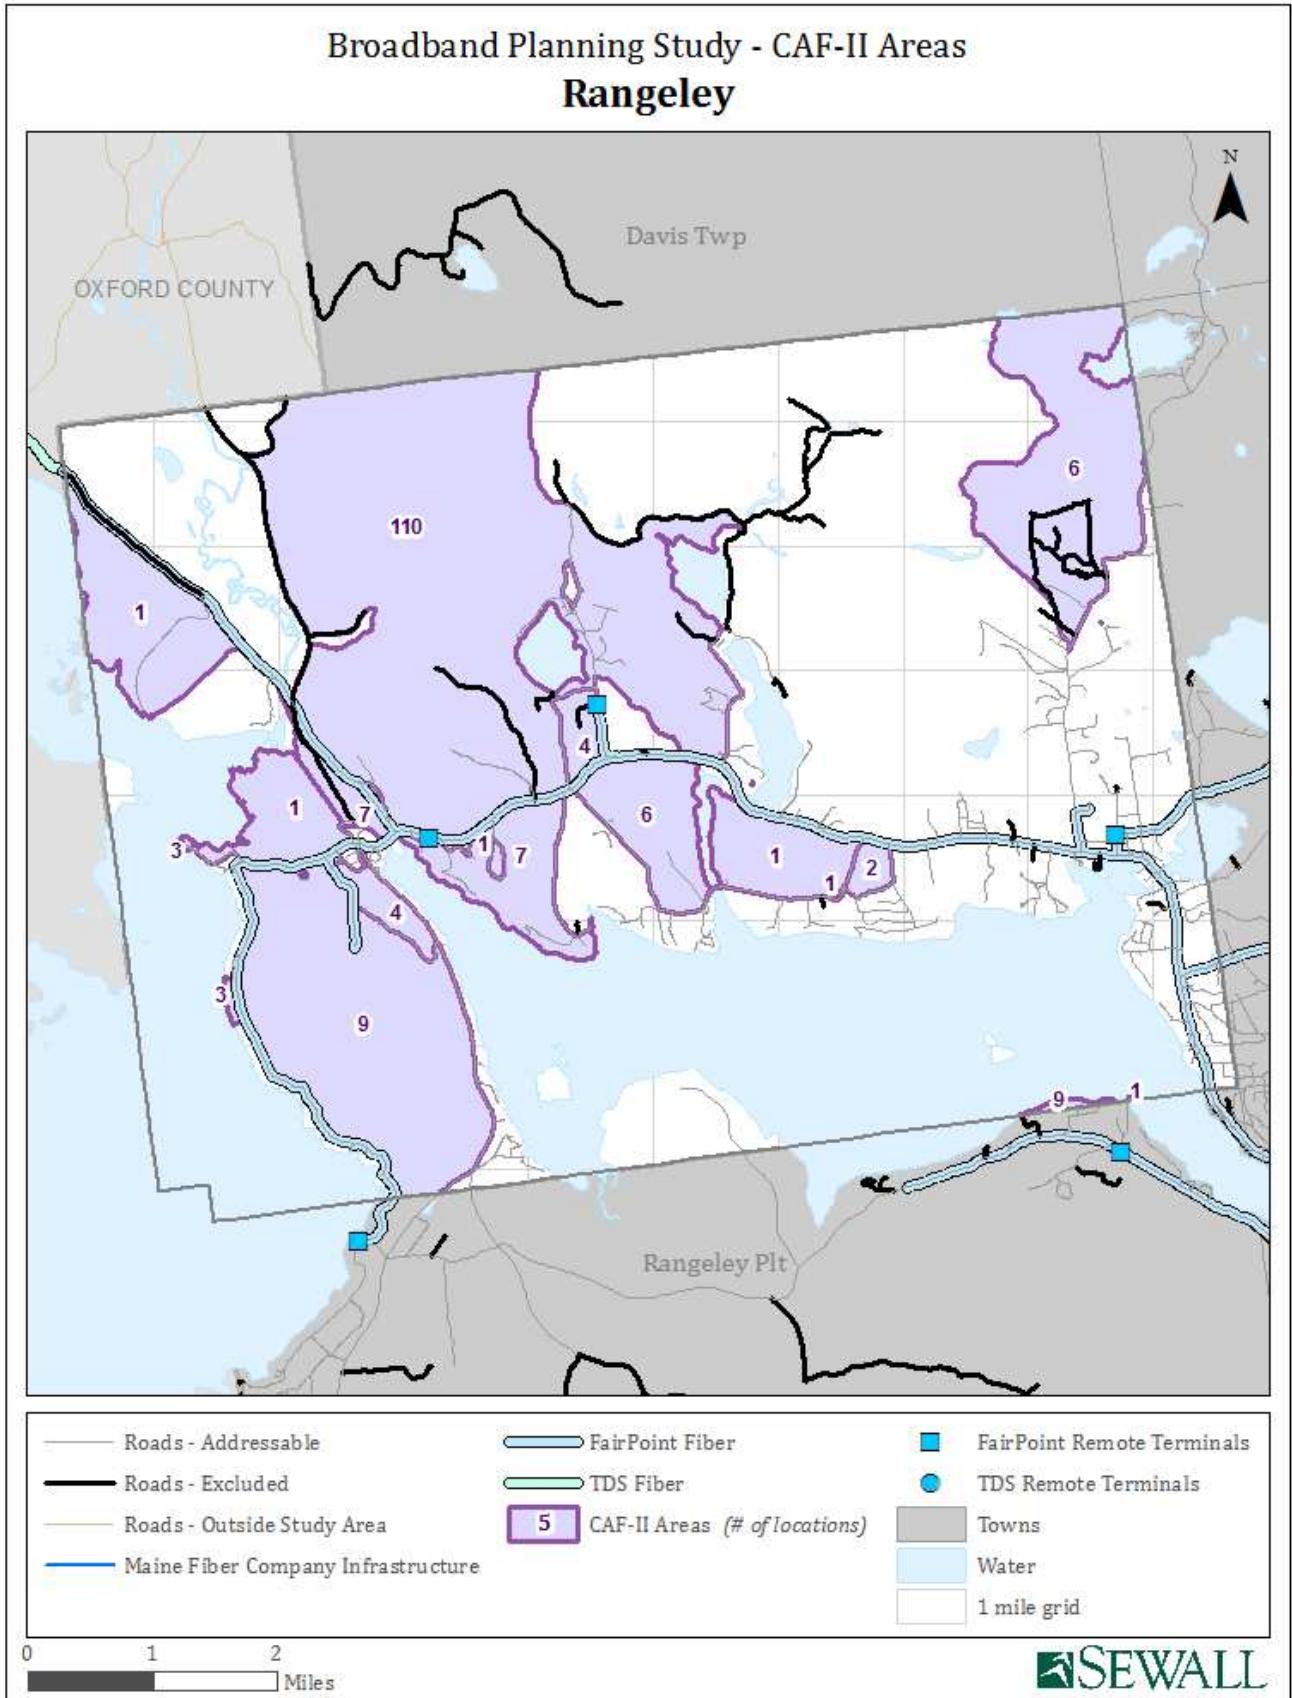 Broadband Planning Study - CAF-II Areas
Rangeley
N
Davis Twp
OXFORD COUNTY
6
110
1
4
1
7
6
3
1
7
1
1
2
4
3
9
9
1
Rangeley Plt
Roads - Addressable
FairPoint Fiber
FairPoint Remote Terminals
Roads - Excluded
TDS Fiber
TDS Remote Terminals
Roads - Outside Study Area
5
CAF-II Areas (# of locations)
Towns
Maine Fiber Company Infrastructure
Water
1 mile grid
0 1 2
Miles
SEWALL